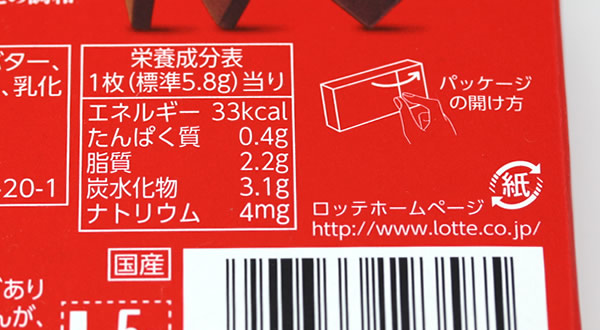 バター、
、乳化
-20-1
栄養成分表
1枚(標準5.8g)当り
エネルギー 33kcal
たんぱく質 0.4g
脂質 2.2g
炭水化物 3.1g
ナトリウム 4mg
パッケージ
の開け方
紙
ロッテホームページ
http://www.lotte.co.jp/
国産
があり
んが、